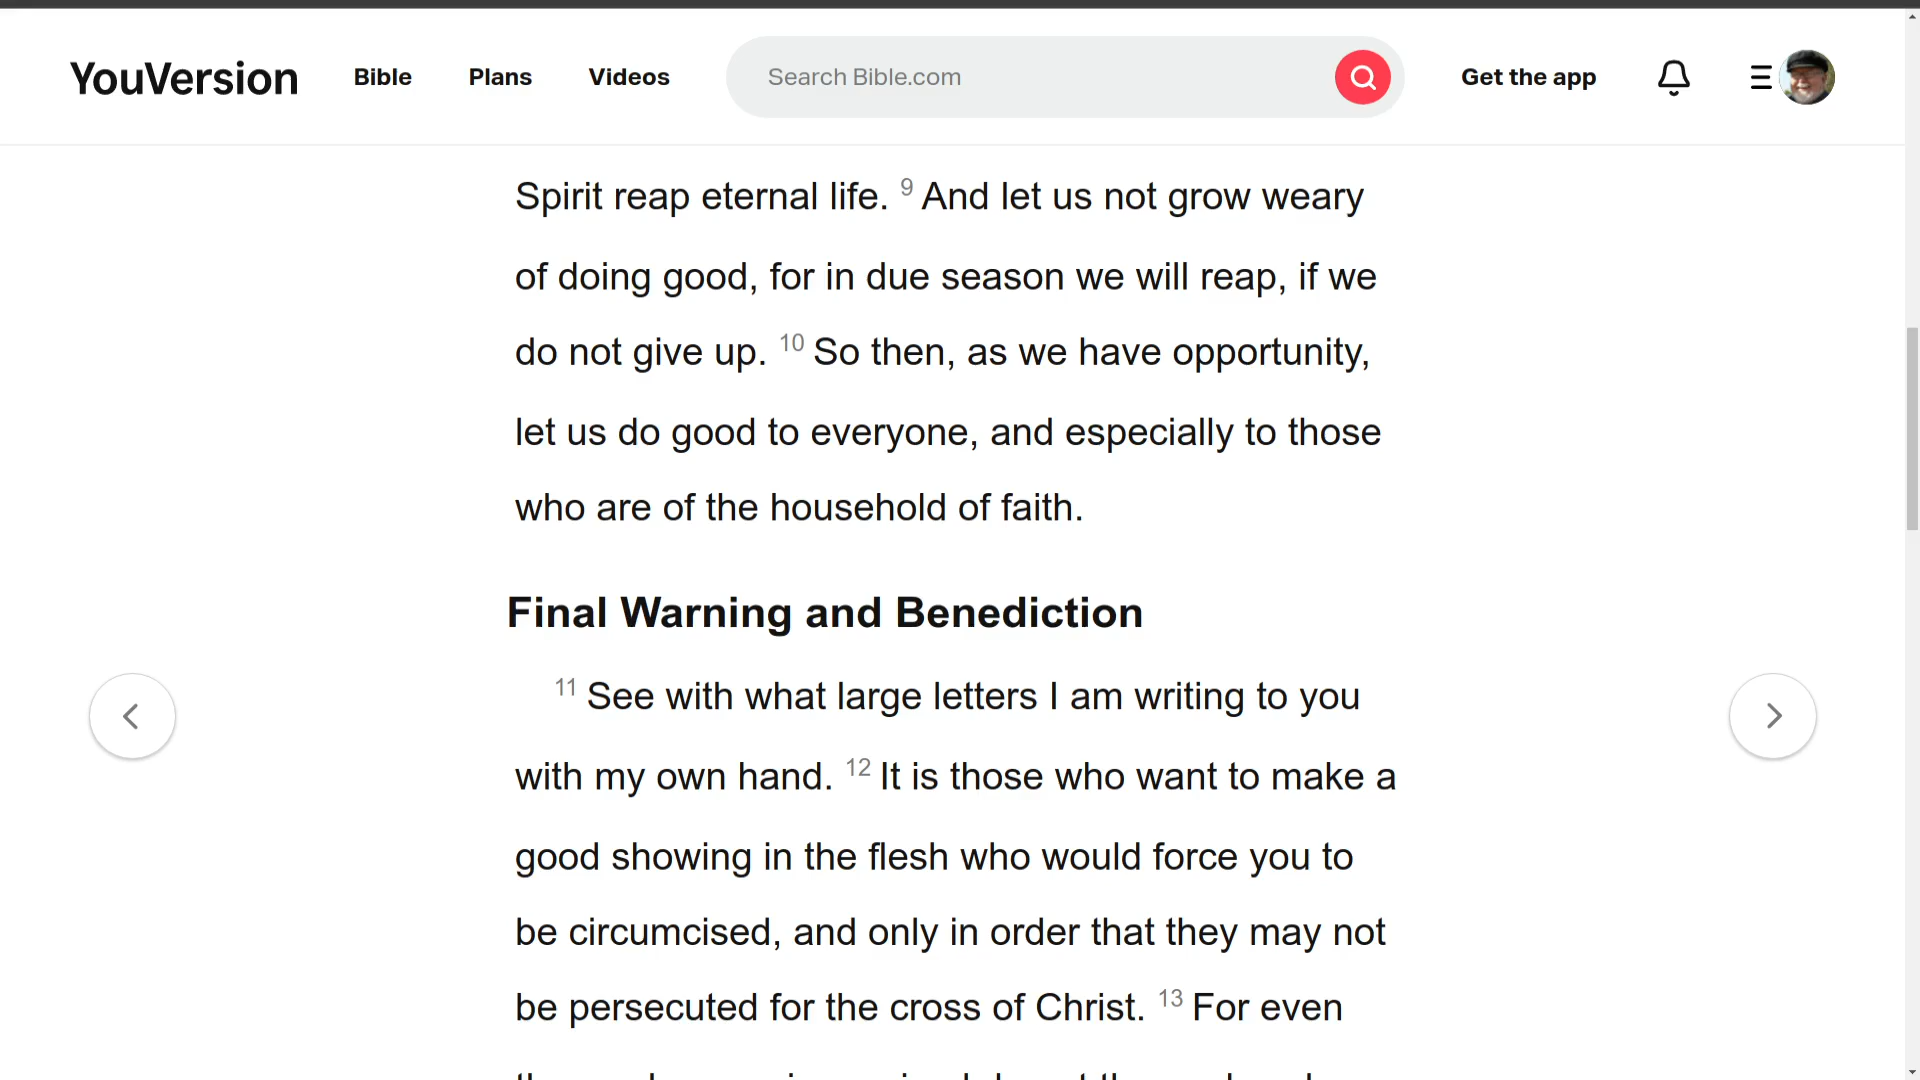 YouVersion
Bible
Plans
Videos
Search Bible.com
Get the app
Spirit reap eternal life. 9 And let us not grow weary
of doing good, for in due season we will reap, if we
do not give up. 10 So then, as we have opportunity,
let us do good to everyone, and especially to those
who are of the household of faith.
Final Warning and Benediction
11 See with what large letters I am writing to you
with my own hand. 12 It is those who want to make a
good showing in the flesh who would force you to
be circumcised, and only in order that they may not
be persecuted for the cross of Christ. 13 For even